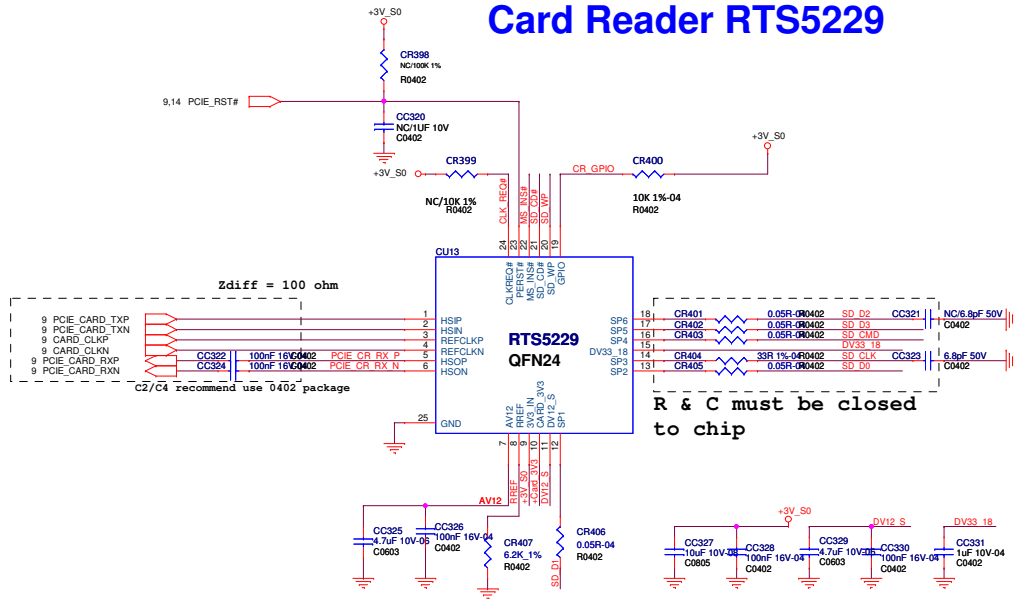 Card Reader RTS5229
+3V_S0
CR398
NC/100K 1%
R0402
9,14 PCIE_RST#
CC320
NC/1UF 10V
C0402
+3V_S0
CR399
NC/10K 1%
R0402
CR_GPIO
CR400
10K 1%-04
R0402
+3V_S0
CLK_REQ#
MS_INS#
SD_CD#
SD_WP
24
23
22
21
20
19
CU13
CLKREQ#
PERST#
MS_INS#
SD_CD#
SD_WP
GPIO
Zdiff = 100 ohm
9 PCIE_CARD_TXP
9 PCIE_CARD_TXN
9 CARD_CLKP
9 CARD_CLKN
9 PCIE_CARD_RXP
9 PCIE_CARD_RXN
CC322 100nF 16V-04 C0402 PCIE_CR_RX_P
CC324 100nF 16V-04 C0402 PCIE_CR_RX_N
C2/C4 recommend use 0402 package
1 HSIP
2 HSIN
3 REFCLKP
4 REFCLKN
5 HSOP
6 HSON
25 GND
RTS5229
QFN24
SP6 18 CR401 0.05R-04 R0402 SD_D2
SP5 17 CR402 0.05R-04 R0402 SD_D3
SP4 16 CR403 0.05R-04 R0402 SD_CMD
DV33_18 15 DV33_18
SP3 14 CR404 33R 1%-04 R0402 SD_CLK
SP2 13 CR405 0.05R-04 R0402 SD_D0
CC321 NC/6.8pF 50V
C0402
CC323 6.8pF 50V
C0402
R & C must be closed
to chip
AV12
RREF
3V3_IN
CARD_3V3
DV12_S
SP1
7
8
9
10
11
12
AV12
RREF
+3V_S0
+Card_3V3
DV12_S
CC325
4.7uF 10V-06
C0603
CC326
100nF 16V-04
C0402
CR407
6.2K_1%
R0402
CR406
0.05R-04
R0402
SD_D1
+3V_S0
DV12_S
DV33_18
CC327
10uF 10V-08
C0805
CC328
100nF 16V-04
C0402
CC329
4.7uF 10V-06
C0603
CC330
100nF 16V-04
C0402
CC331
1uF 10V-04
C0402